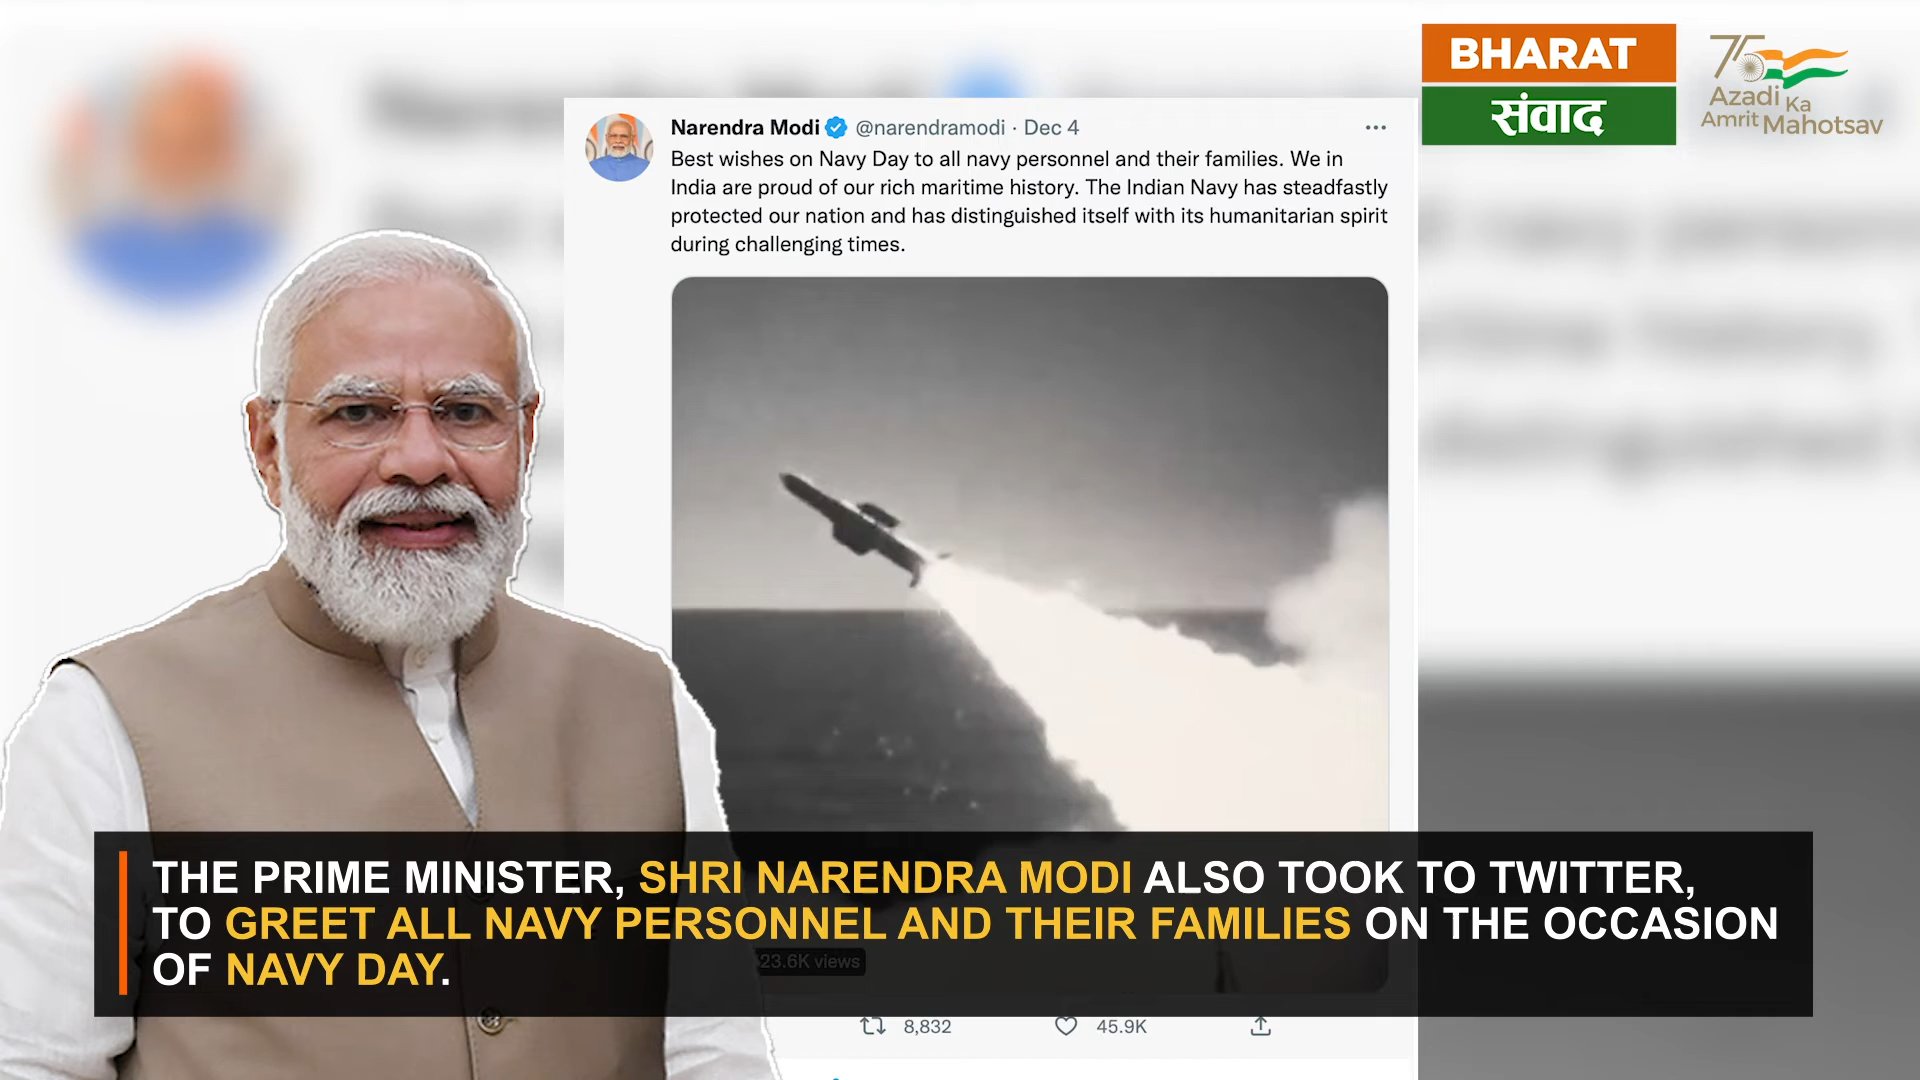 BHARAT
संवाद
75
Azadi Ka
Amrit Mahotsav
Narendra Modi @narendramodi · Dec 4
Best wishes on Navy Day to all navy personnel and their families. We in
India are proud of our rich maritime history. The Indian Navy has steadfastly
protected our nation and has distinguished itself with its humanitarian spirit
during challenging times.
THE PRIME MINISTER, SHRI NARENDRA MODI ALSO TOOK TO TWITTER,
TO GREET ALL NAVY PERSONNEL AND THEIR FAMILIES ON THE OCCASION
OF NAVY DAY.
23.6K views
8,832 45.9K